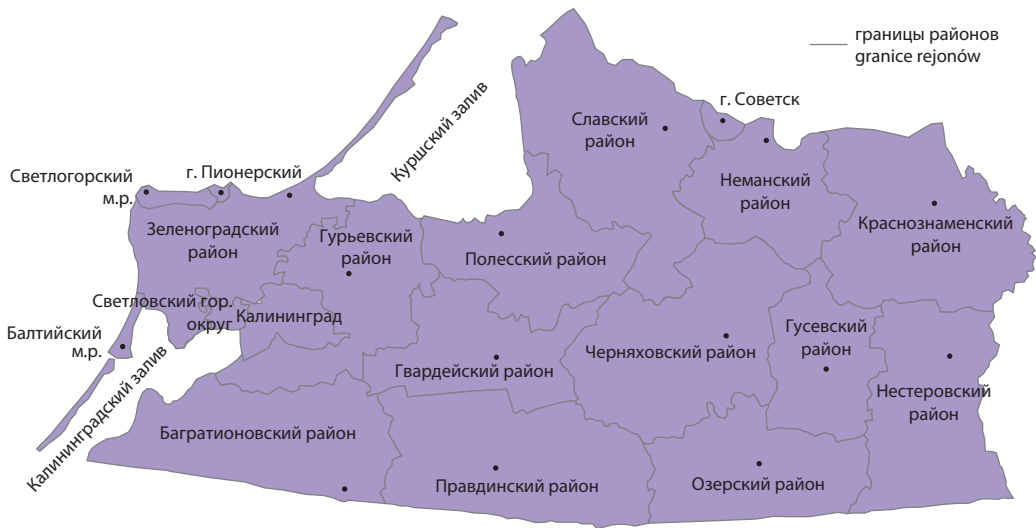 границы районов
granice rejonów
г. Советск
Славский
район
Куршский залив
г. Пионерский
Светлогорский
м.р.
Неманский
район
Краснознаменский
район
Зеленоградский
район
Гурьевский
район
Полесский район
Светловский гор.
округ
Калининград
Балтийский
м.р.
Гусевский
район
Черняховский район
Гвардейский район
Нестеровский
район
Калининградский залив
Багратионовский район
Правдинский район
Озерский район